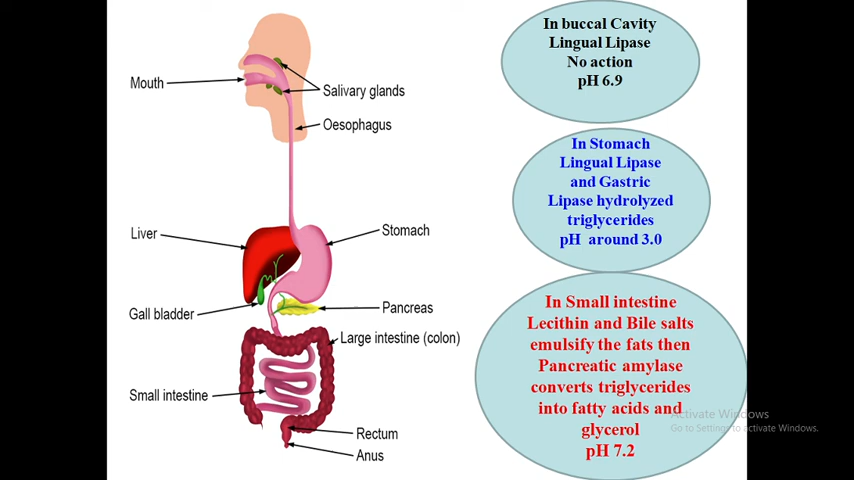 Mouth
Salivary glands
Oesophagus
Liver
Stomach
Gall bladder
Pancreas
Large intestine (colon)
Small intestine
Rectum
Anus
In buccal Cavity
Lingual Lipase
No action
pH 6.9
In Stomach
Lingual Lipase
and Gastric
Lipase hydrolyzed
triglycerides
pH around 3.0
In Small intestine
Lecithin and Bile salts
emulsify the fats then
Pancreatic amylase
converts triglycerides
into fatty acids and
glycerol
pH 7.2
Activate Windows
Go to Settings to activate Windows.